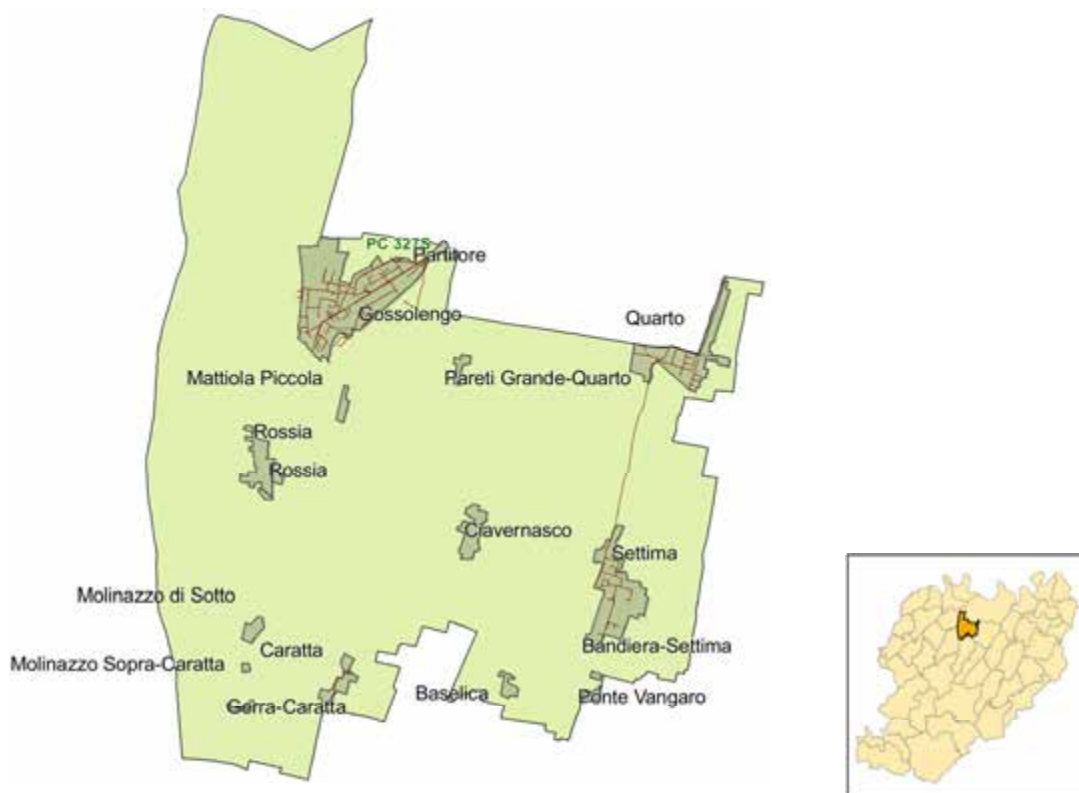 PC 3275
Partitore
Gossolengo
Quarto
Mattiola Piccola
Pareti Grande-Quarto
Rossia
Rossia
Ciavernasco
Settima
Molinazzo di Sotto
Caratta
Bandiera-Settima
Molinazzo Sopra-Caratta
Gerra-Caratta
Baselica
Ponte Vangaro